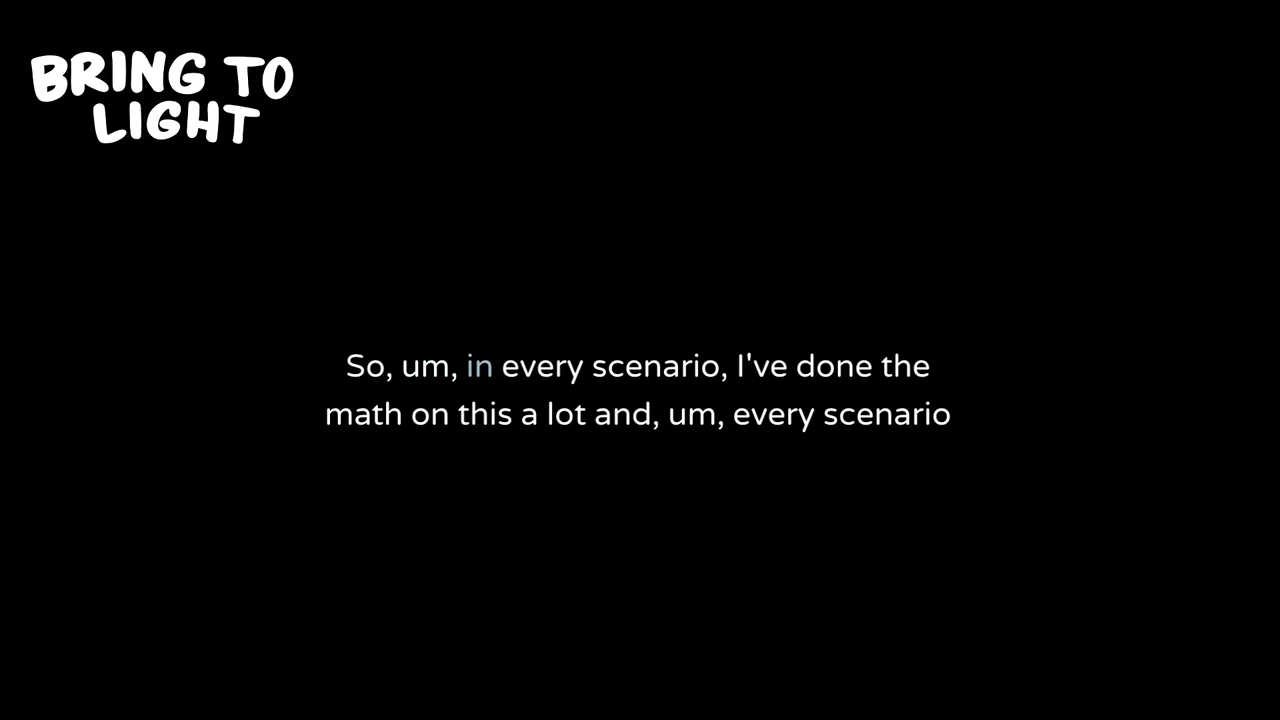 BRING TO
LIGHT
So, um, in every scenario, I've done the
math on this a lot and, um, every scenario